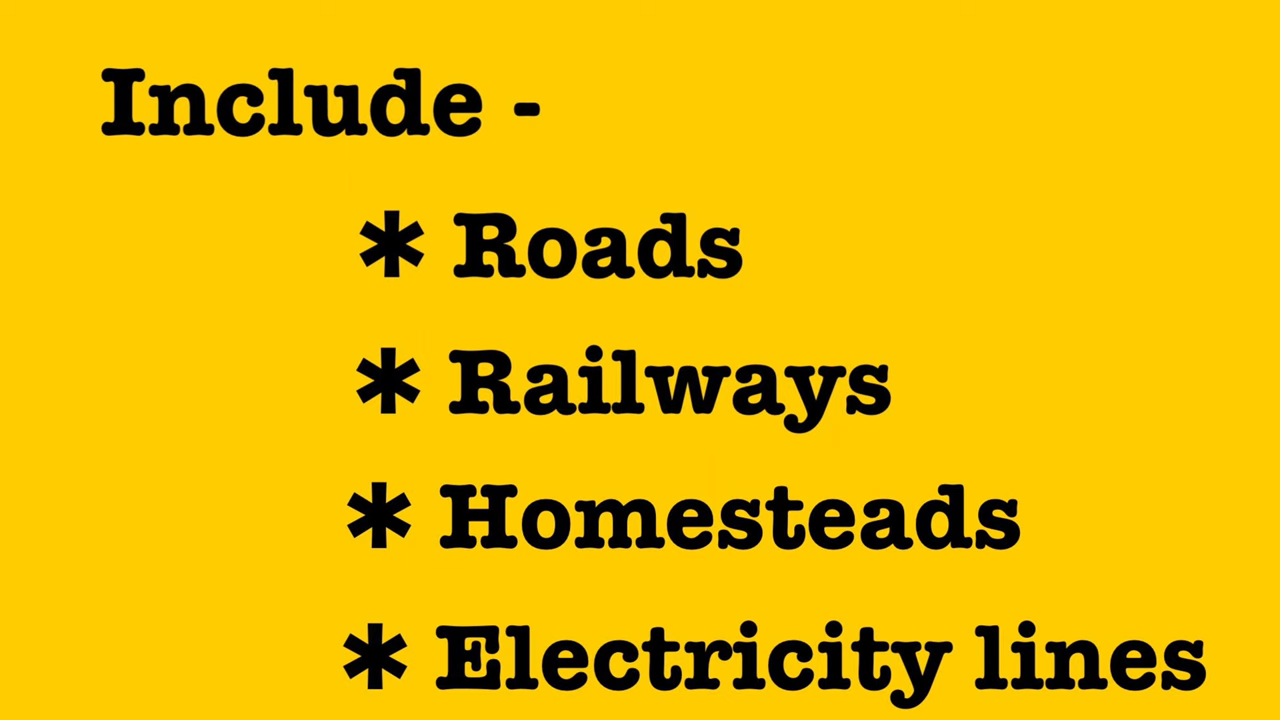 Include -
* Roads
* Railways
* Homesteads
* Electricity lines